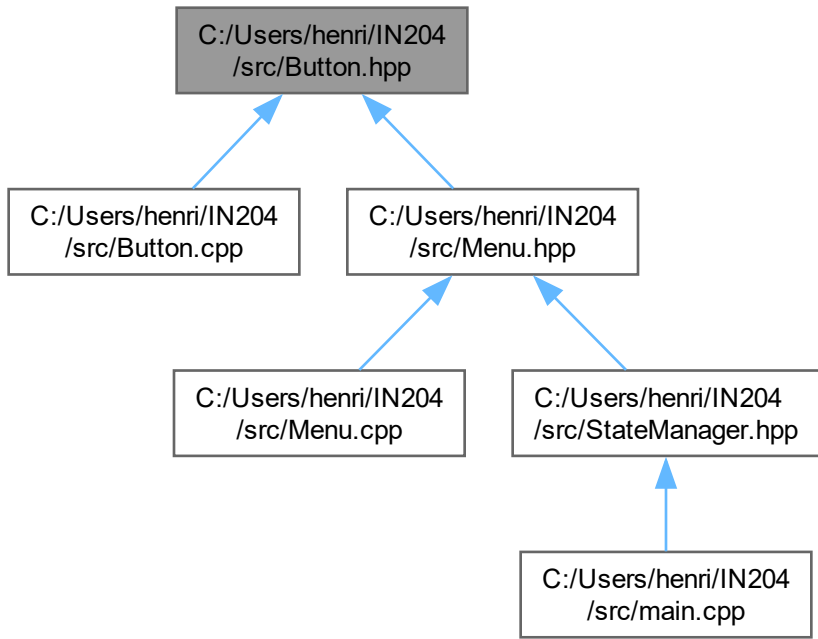 C:/Users/henri/IN204
/src/Button.hpp
C:/Users/henri/IN204
/src/Button.cpp
C:/Users/henri/IN204
/src/Menu.hpp
C:/Users/henri/IN204
/src/Menu.cpp
C:/Users/henri/IN204
/src/StateManager.hpp
C:/Users/henri/IN204
/src/main.cpp